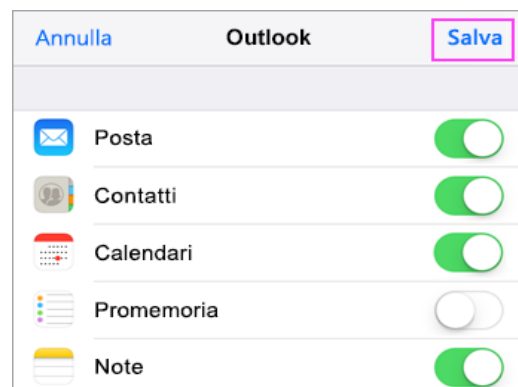 Annulla Outlook Salva
Posta
Contatti
Calendari
Promemoria
Note